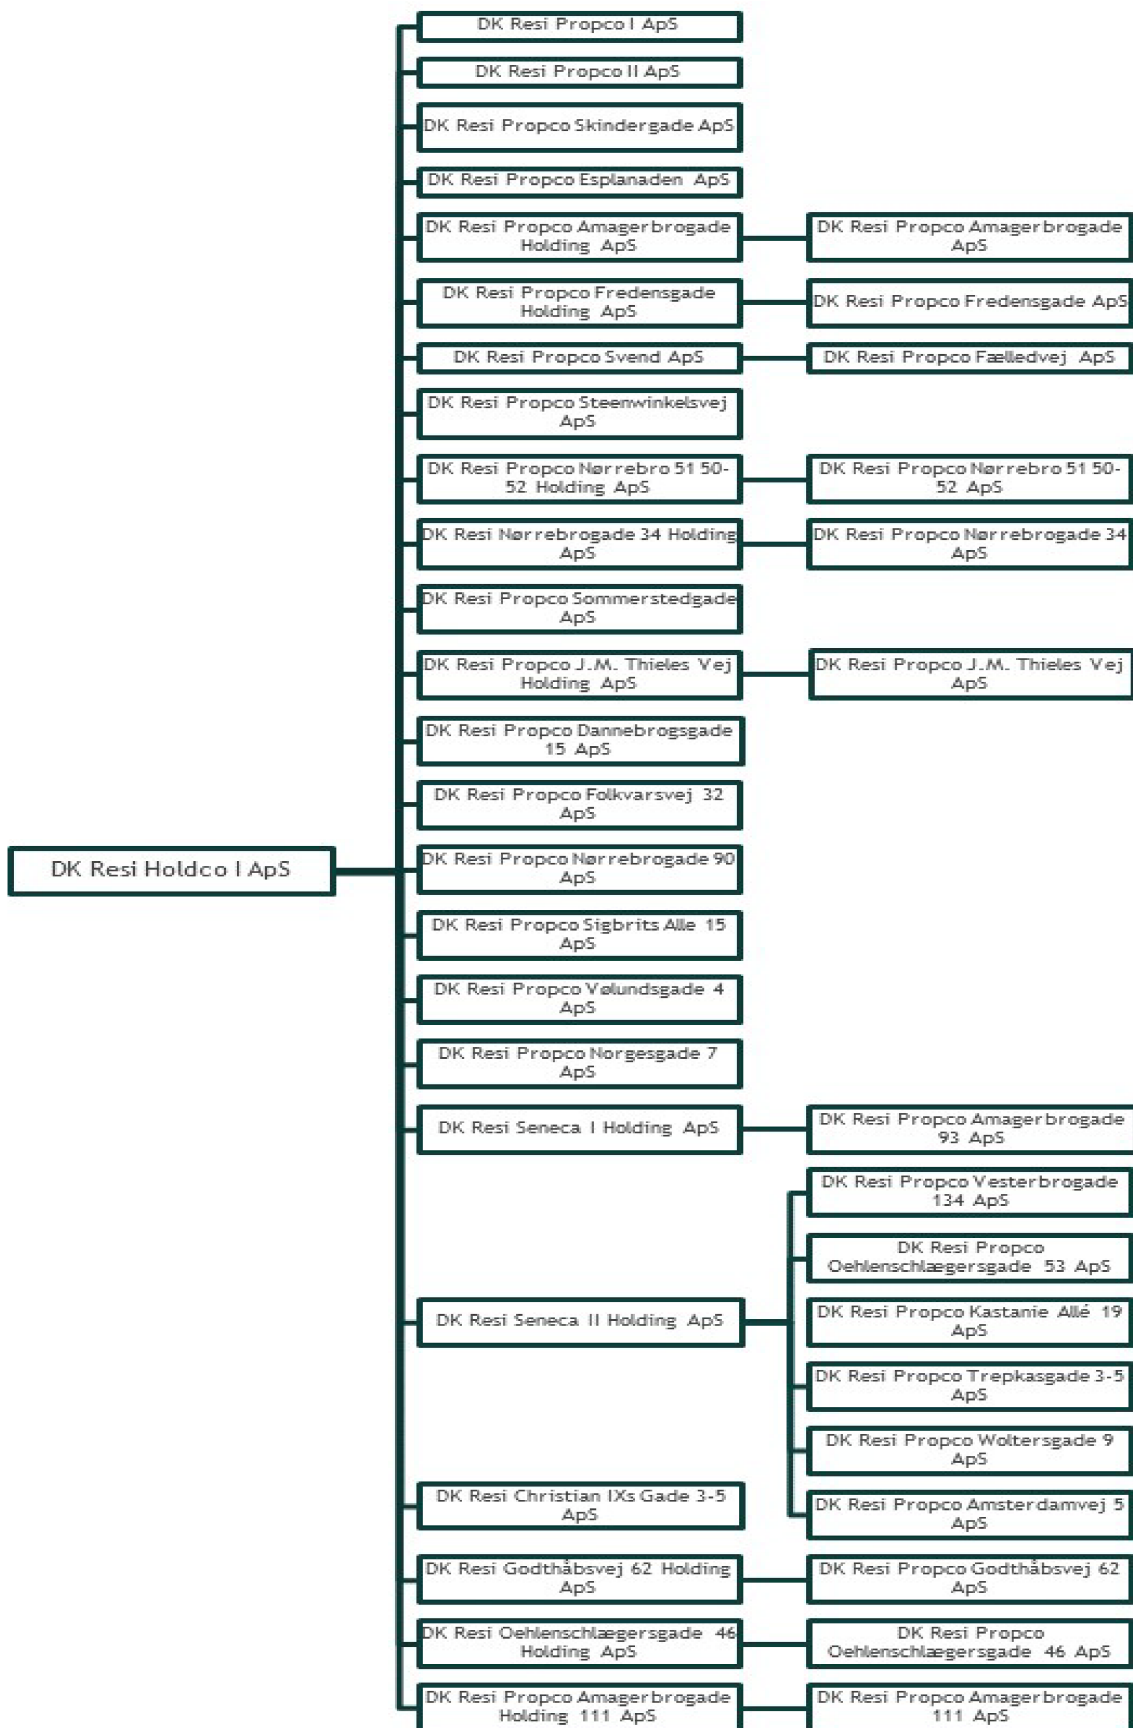 DK Resi Propco I ApS
DK Resi Propco II ApS
DK Resi Propco Skindergade ApS
DK Resi Propco Esplanaden ApS
DK Resi Propco Amagerbrogade
Holding ApS
DK Resi Propco Amagerbrogade
ApS
DK Resi Propco Fredensgade
Holding ApS
DK Resi Propco Fredensgade ApS
DK Resi Propco Svend ApS
DK Resi Propco Fælledvej ApS
DK Resi Propco Steenwinkelsvej
ApS
DK Resi Propco Nørrebro 51 50-
52 Holding ApS
DK Resi Propco Nørrebro 51 50-
52 ApS
DK Resi Nørrebrogade 34 Holding
ApS
DK Resi Propco Nørrebrogade 34
ApS
DK Resi Propco Sommerstedgade
ApS
DK Resi Propco J.M. Thieles Vej
Holding ApS
DK Resi Propco J.M. Thieles Vej
ApS
DK Resi Propco Dannebrogsgade
15 ApS
DK Resi Propco Folkvarsvej 32
ApS
DK Resi Holdco I ApS
DK Resi Propco Nørrebrogade 90
ApS
DK Resi Propco Sigbrits Alle 15
ApS
DK Resi Propco Vølundsgade 4
ApS
DK Resi Propco Norgesgade 7
ApS
DK Resi Seneca I Holding ApS
DK Resi Propco Amagerbrogade
93 ApS
DK Resi Seneca II Holding ApS
DK Resi Propco Vesterbrogade
134 ApS
DK Resi Propco
Oehlenschlægersgade 53 ApS
DK Resi Propco Kastanie Allé 19
ApS
DK Resi Propco Trepkasgade 3-5
ApS
DK Resi Propco Woltersgade 9
ApS
DK Resi Propco Amsterdamvej 5
ApS
DK Resi Christian IXs Gade 3-5
ApS
DK Resi Godthåbsvej 62 Holding
ApS
DK Resi Propco Godthåbsvej 62
ApS
DK Resi Oehlenschlægersgade 46
Holding ApS
DK Resi Propco
Oehlenschlægersgade 46 ApS
DK Resi Propco Amagerbrogade
Holding 111 ApS
DK Resi Propco Amagerbrogade
111 ApS